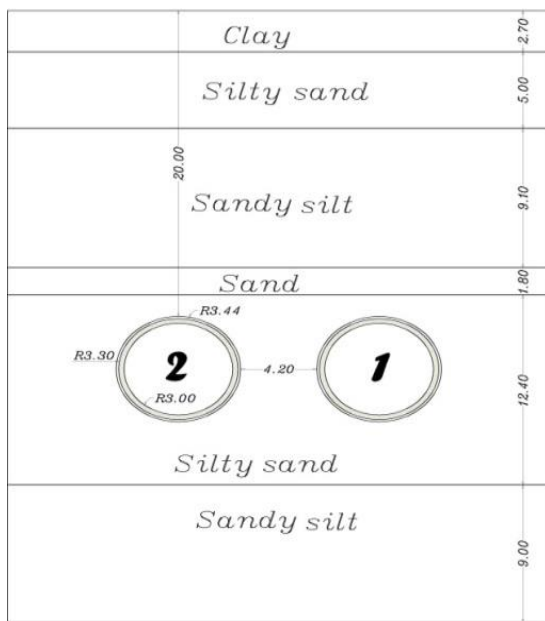 Clay
2.70
Silty sand
5.00
20.00
Sandy silt
9.10
Sand
1.80
R3.44
R3.30
2
4.20
1
R3.00
12.40
Silty sand
Sandy silt
9.00